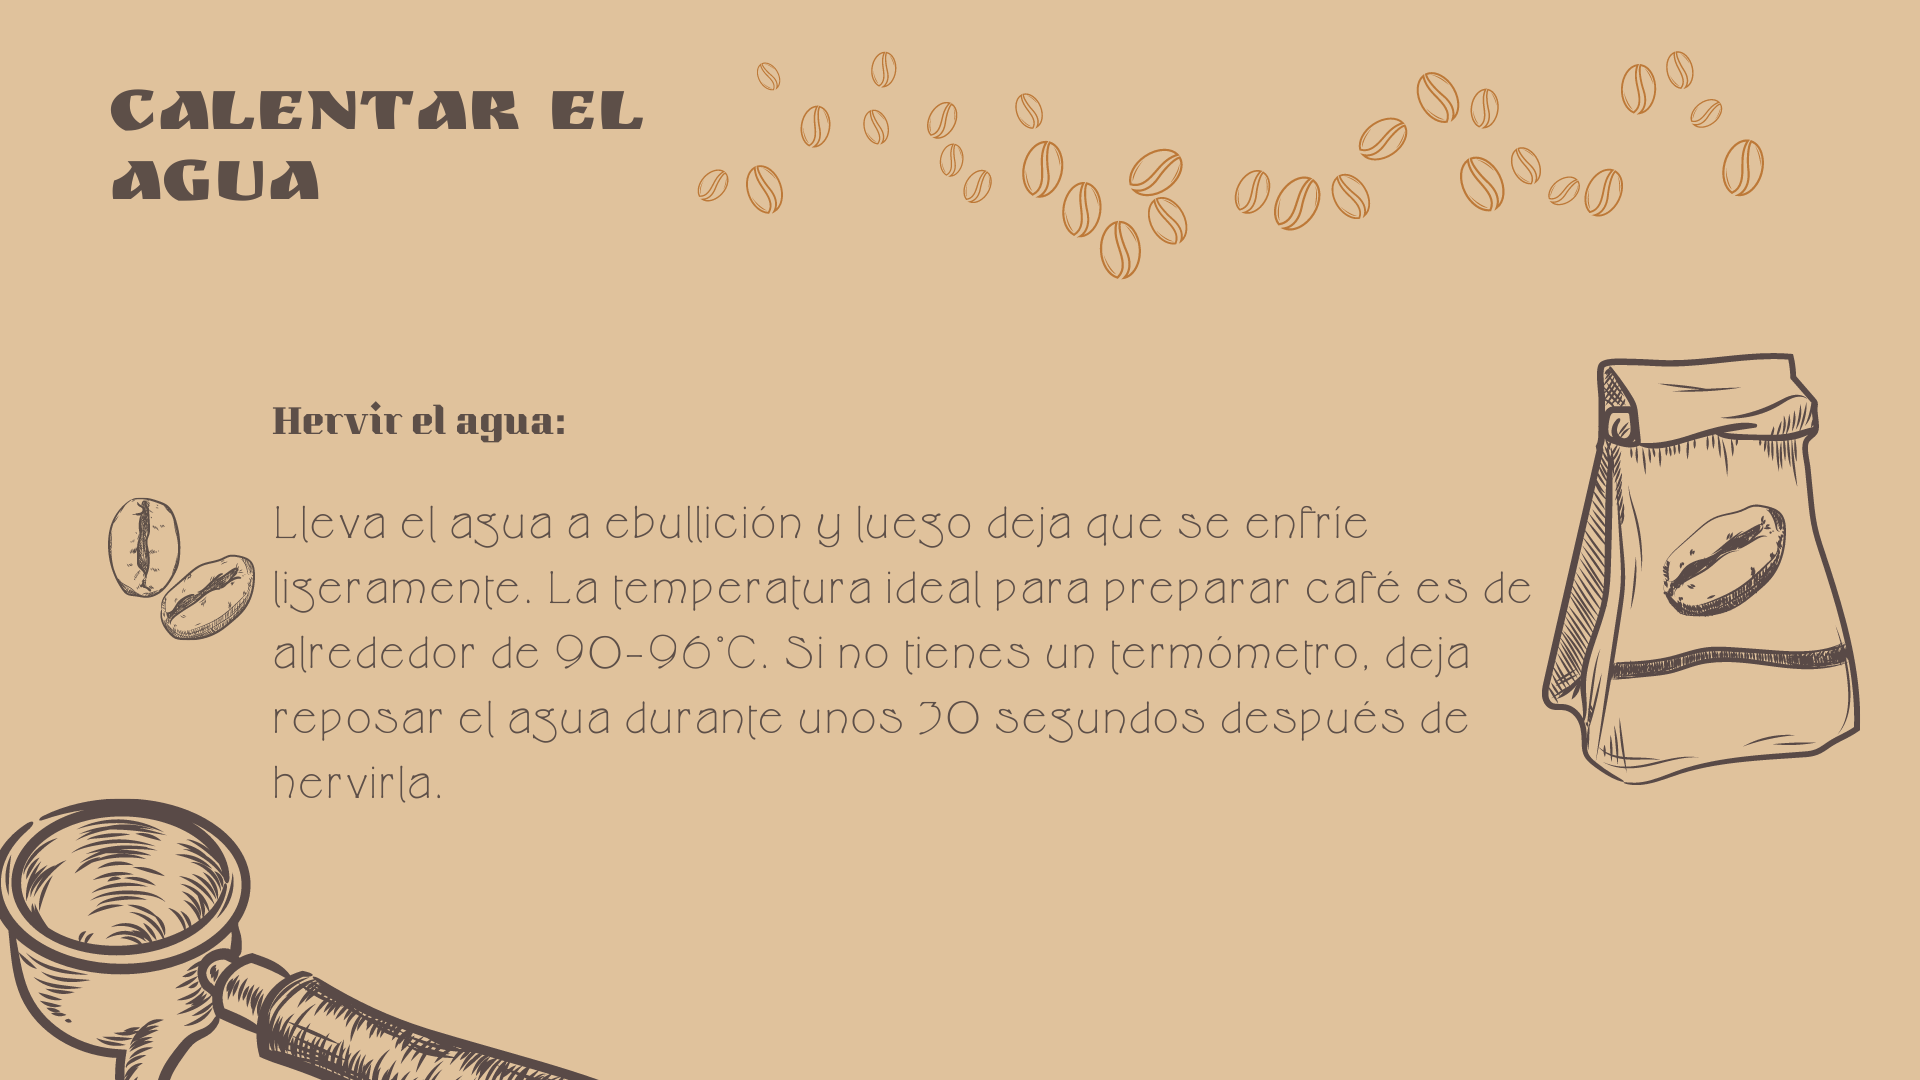 CALENTAR EL
AGUA
Hervir el agua:
Lleva el agua a ebullición y luego deja que se enfríe
ligeramente. La temperatura ideal para preparar café es de
alrededor de 90-96°C. Si no tienes un termómetro, deja
reposar el agua durante unos 30 segundos después de
hervirla.